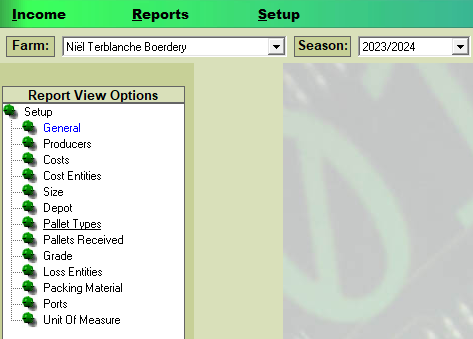 Income Reports Setup
Farm: Niël Terblanche Boerdery Season: 2023/2024
Report View Options
Setup
General
Producers
Costs
Cost Entities
Size
Depot
Pallet Types
Pallets Received
Grade
Loss Entities
Packing Material
Ports
Unit Of Measure